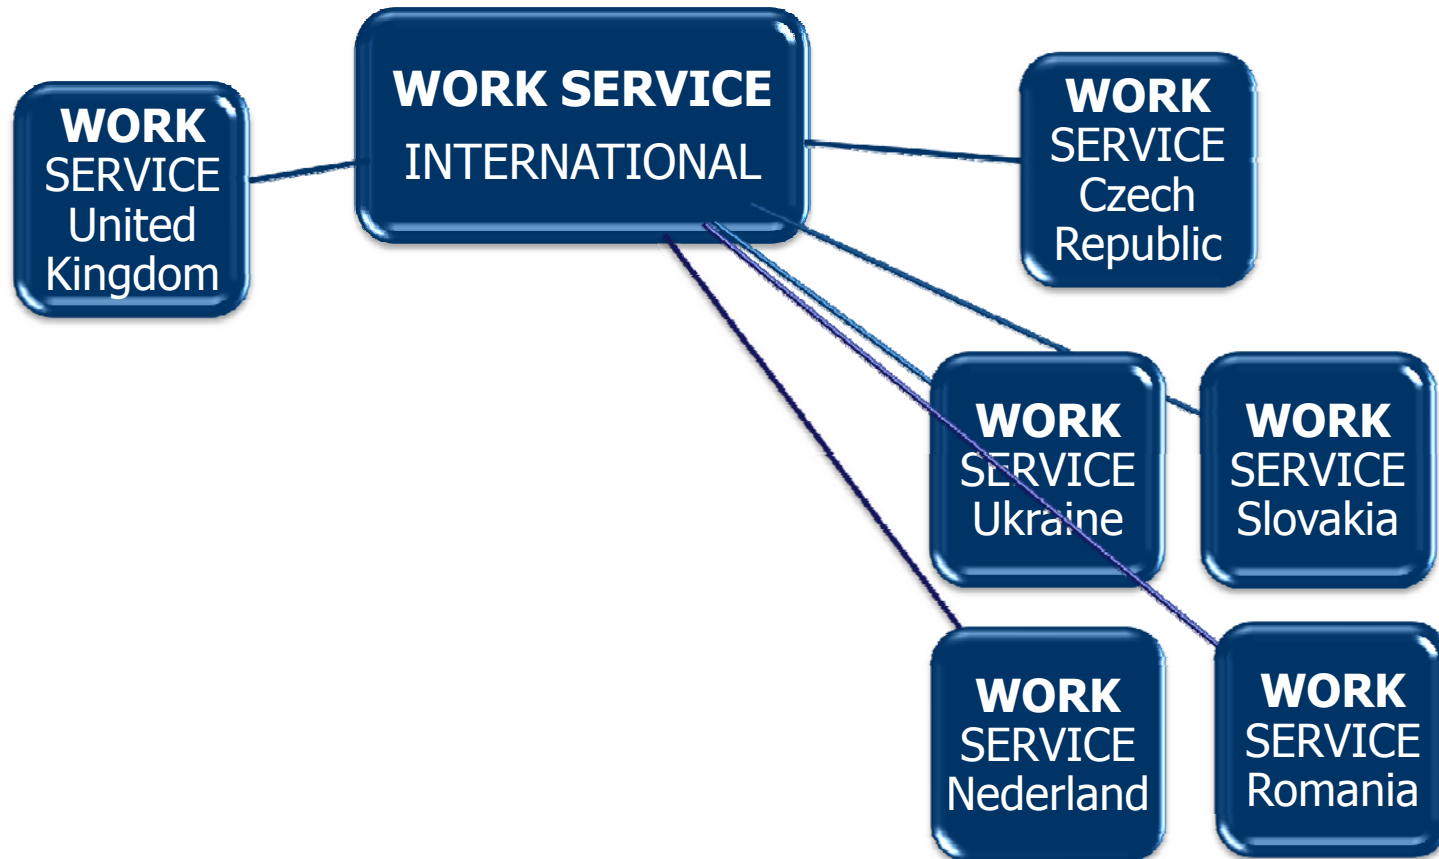 WORK SERVICE
INTERNATIONAL
WORK
SERVICE
United
Kingdom
WORK
SERVICE
Czech
Republic
WORK
SERVICE
Ukraine
WORK
SERVICE
Slovakia
WORK
SERVICE
Nederland
WORK
SERVICE
Romania